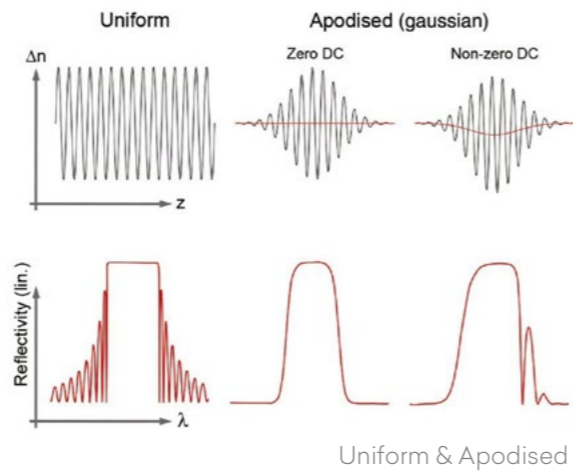 Uniform
Apodised (gaussian)
Zero DC
Non-zero DC
Δn
z
Reflectivity (lin.)
λ
Uniform & Apodised